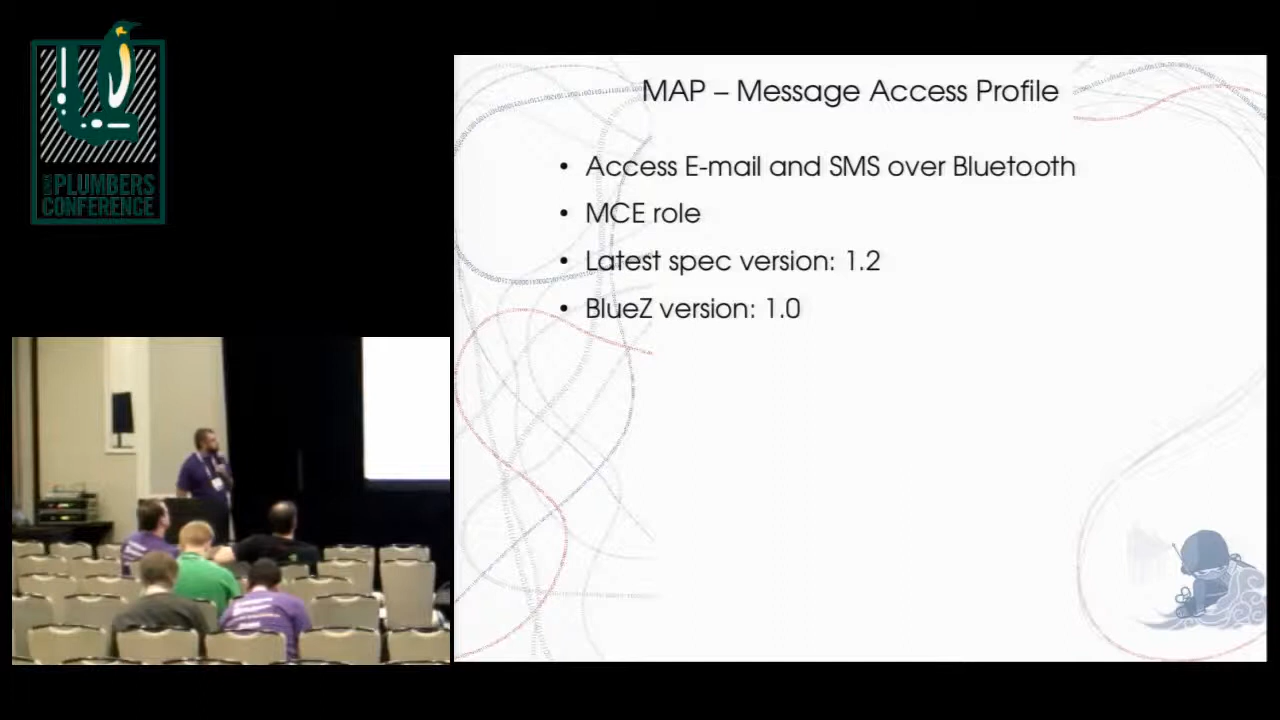 PLUMBERS
CONFERENCE
MAP – Message Access Profile
• Access E-mail and SMS over Bluetooth
• MCE role
• Latest spec version: 1.2
• BlueZ version: 1.0